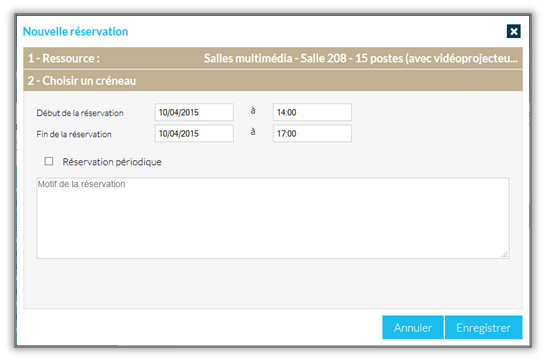 Nouvelle réservation
1 - Ressource : Salles multimédia - Salle 208 - 15 postes (avec vidéoprojecteu...
2 - Choisir un créneau
Début de la réservation 10/04/2015 à 14:00
Fin de la réservation 10/04/2015 à 17:00
Réservation périodique
Motif de la réservation
Annuler Enregistrer